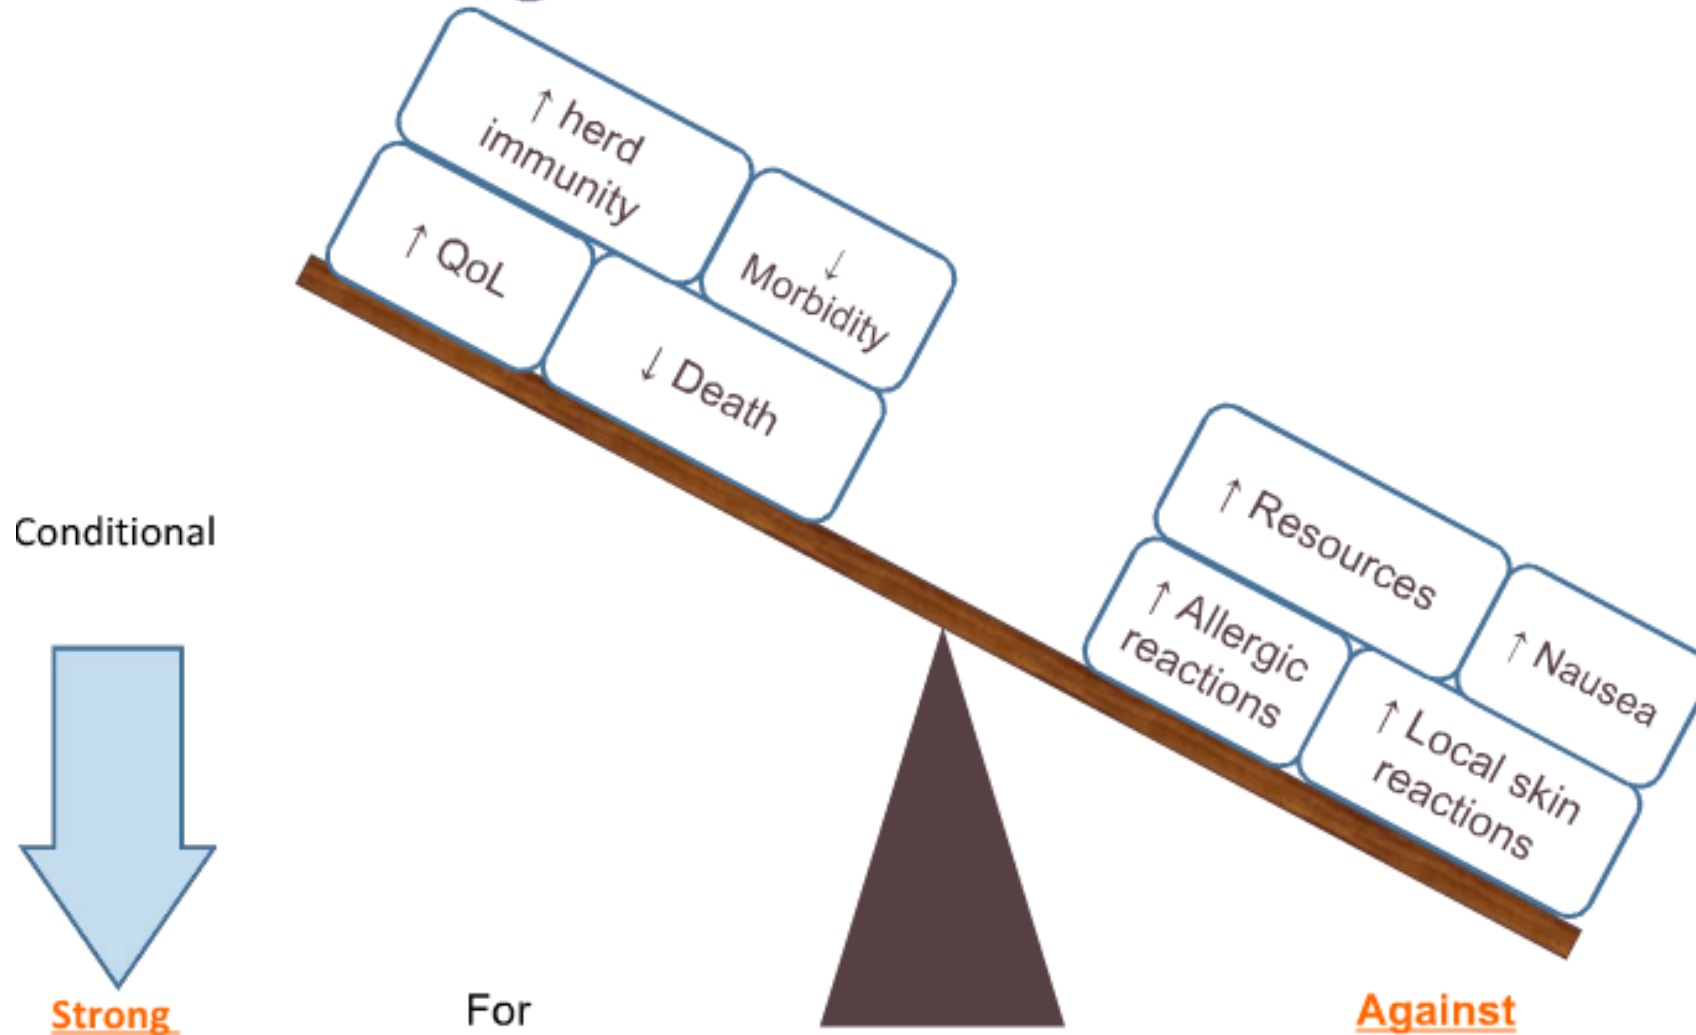 ↑ herd
immunity
↓
Morbidity
↑ QoL
↓ Death
↑ Resources
↑ Nausea
↑ Allergic
reactions
↑ Local skin
reactions
Conditional
Strong
For
Against